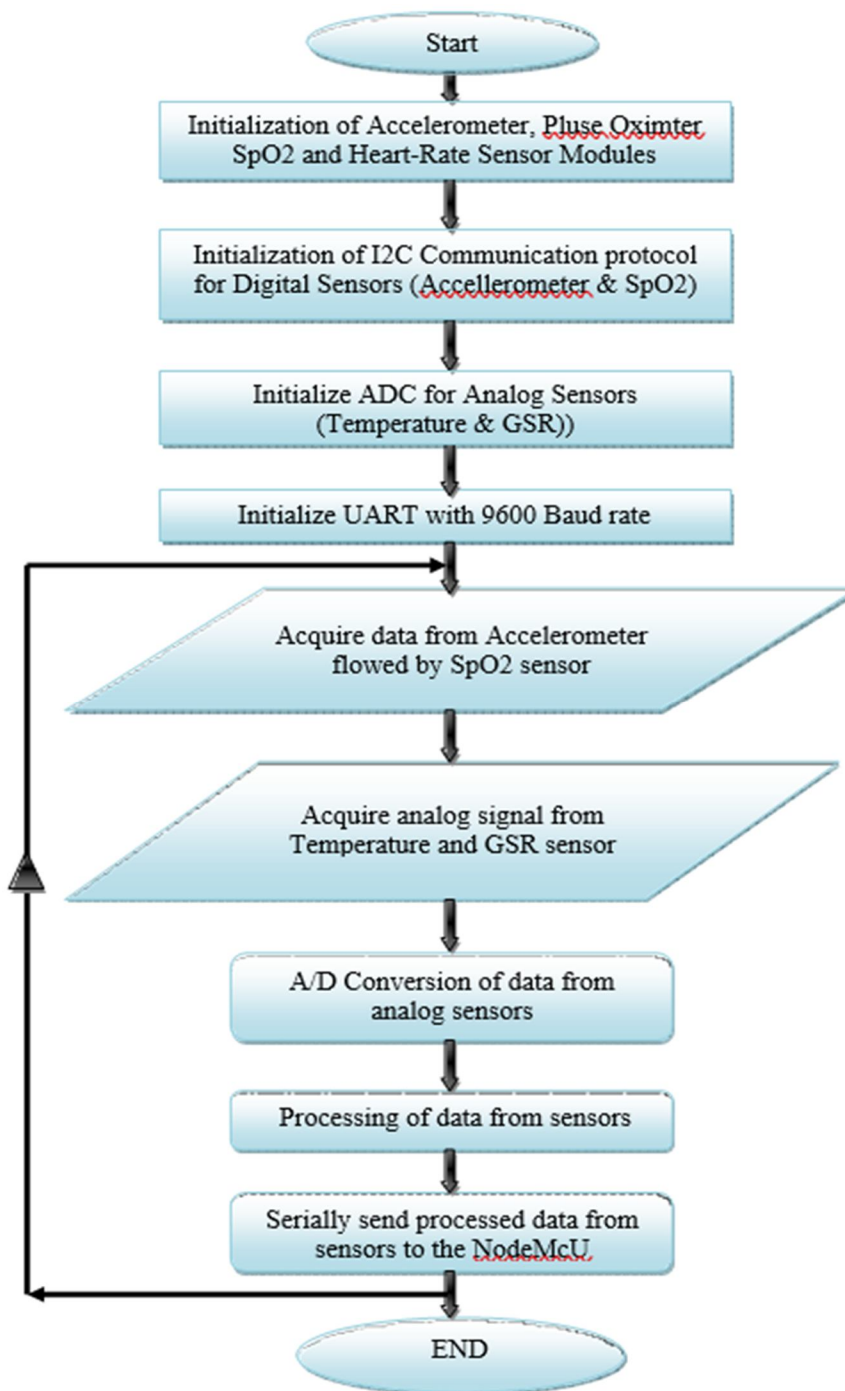 Start
Initialization of Accelerometer, Pluse Oximter
SpO2 and Heart-Rate Sensor Modules
Initialization of I2C Communication protocol
for Digital Sensors (Accellerometer & SpO2)
Initialize ADC for Analog Sensors
(Temperature & GSR))
Initialize UART with 9600 Baud rate
Acquire data from Accelerometer
flowed by SpO2 sensor
Acquire analog signal from
Temperature and GSR sensor
A/D Conversion of data from
analog sensors
Processing of data from sensors
Serially send processed data from
sensors to the NodeMcU
END